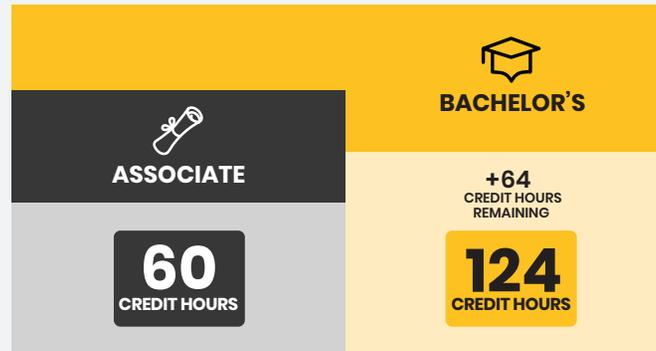 ASSOCIATE
60
CREDIT HOURS
BACHELOR’S
+64
CREDIT HOURS
REMAINING
124
CREDIT HOURS